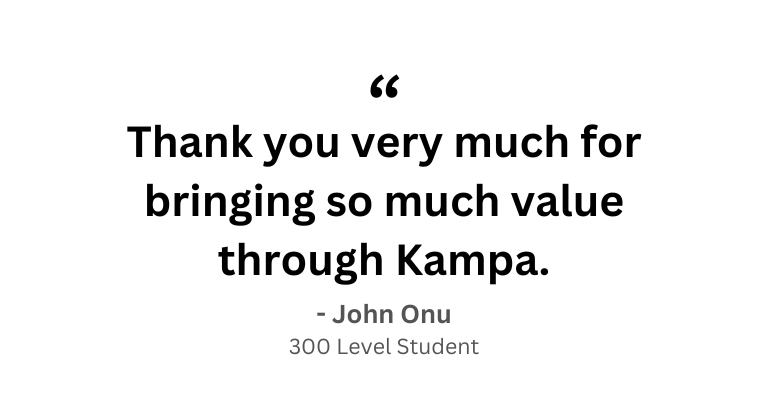 “
Thank you very much for
bringing so much value
through Kampa.
- John Onu
300 Level Student